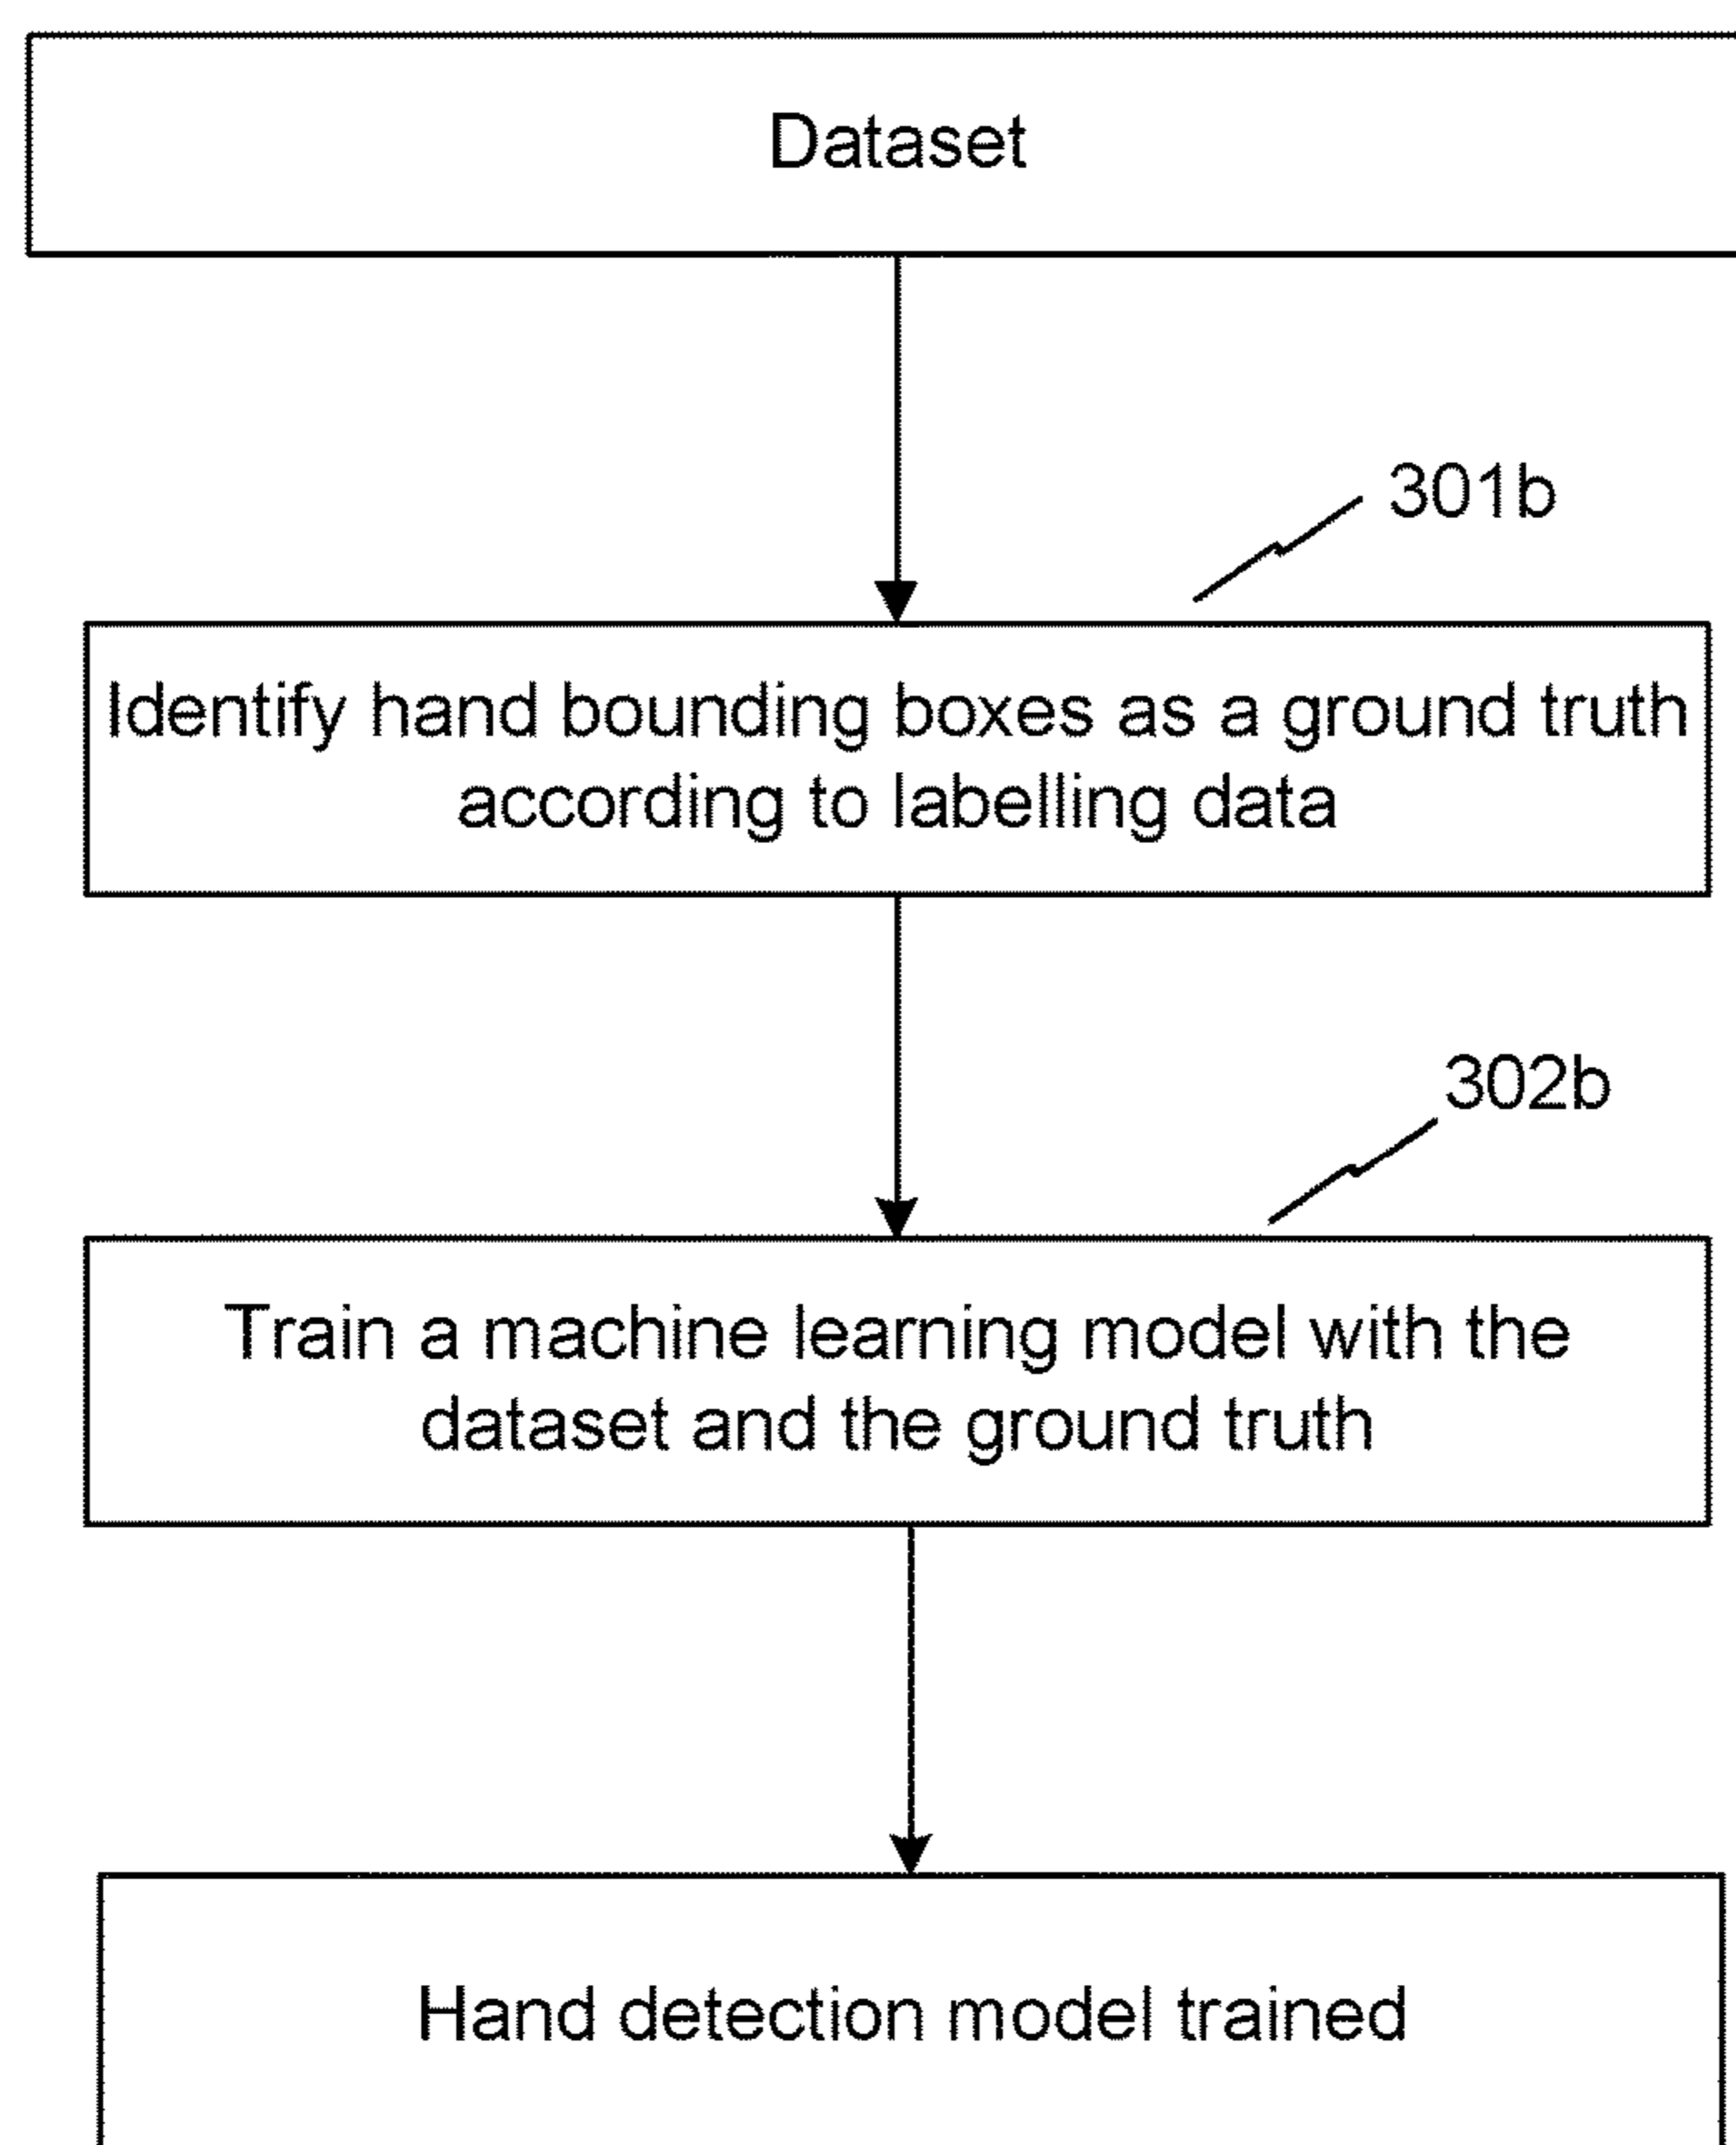 Dataset
301b
Identify hand bounding boxes as a ground truth
according to labelling data
302b
Train a machine learning model with the
dataset and the ground truth
Hand detection model trained